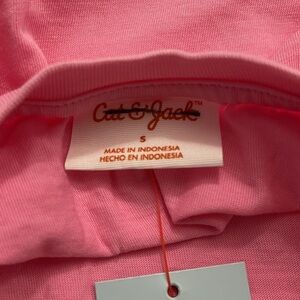 Cat & Jack™
S
MADE IN INDONESIA
HECHO EN INDONESIA